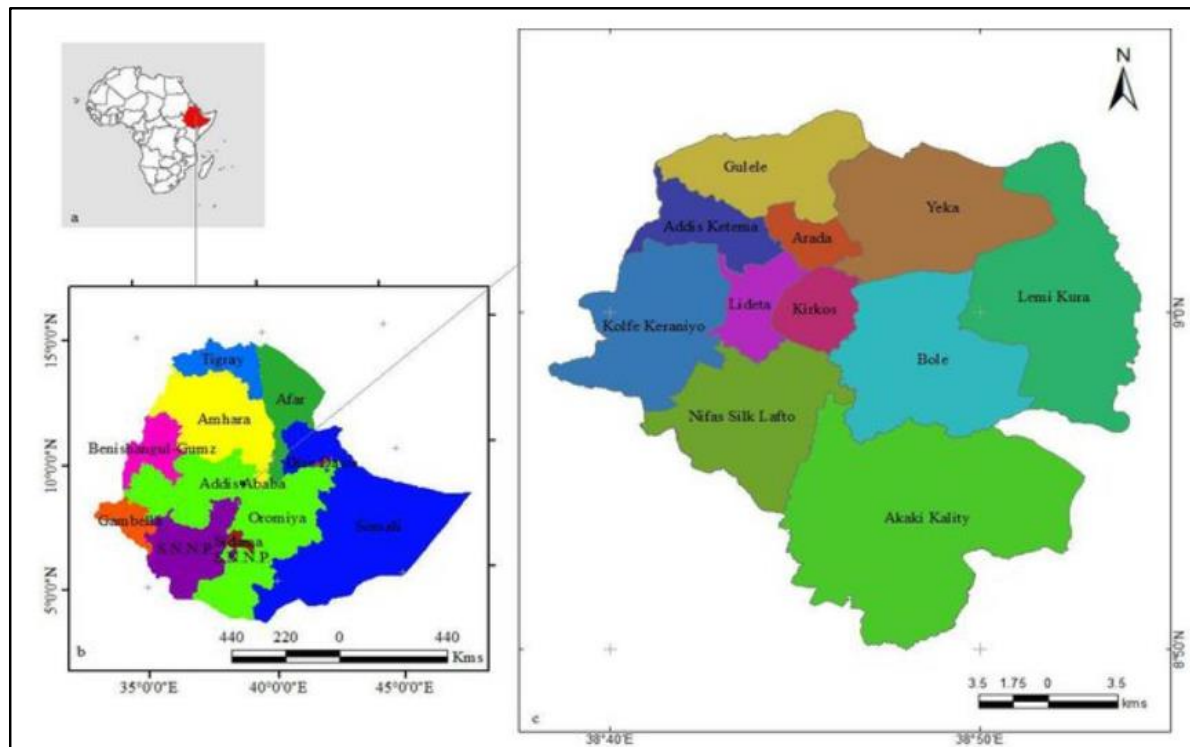 a
15°0'0"N
10°0'0"N
5°0'0"N
Tigray
Afar
Amhara
Benishangul-Gumz
Addis Ababa
Gambella
Oromiya
Somali
S.N.N.P.
Sidama
S.N.N.P.
440 220 0 440
Kms
b
35°0'0"E 40°0'0"E 45°0'0"E
N
Gulele
Yeka
Addis Ketema
Arada
Lemi Kura
Lideta
Kirkos
Kolfe Keraniyo
Bole
Nifas Silk Lafto
Akaki Kality
9°0'N
8°50'N
3.5 1.75 0 3.5
kms
c
38°40'E 38°50'E